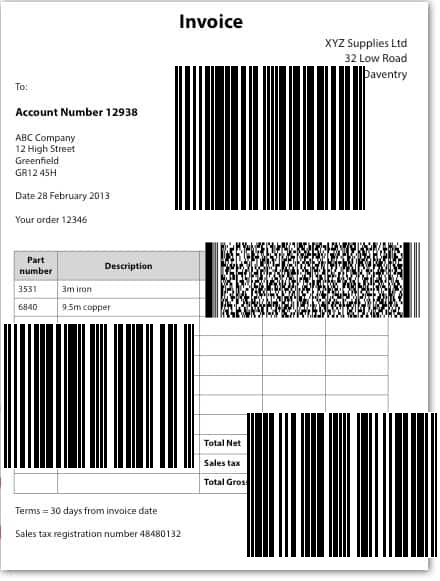 Invoice
XYZ Supplies Ltd
32 Low Road
Daventry
To:
Account Number 12938
ABC Company
12 High Street
Greenfield
GR12 45H
Date 28 February 2013
Your order 12346
Part number Description
3531 3m iron
6840 9.5m copper
Total Net
Sales tax
Total Gross
Terms = 30 days from invoice date
Sales tax registration number 48480132